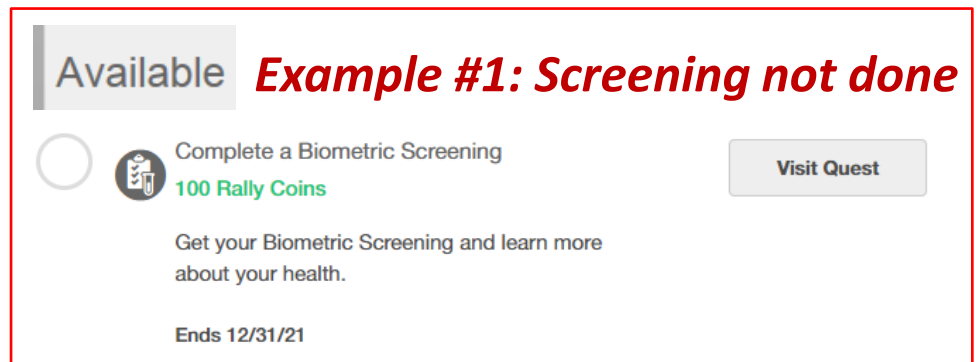 Available Example #1: Screening not done
Complete a Biometric Screening
100 Rally Coins
Visit Quest
Get your Biometric Screening and learn more
about your health.
Ends 12/31/21